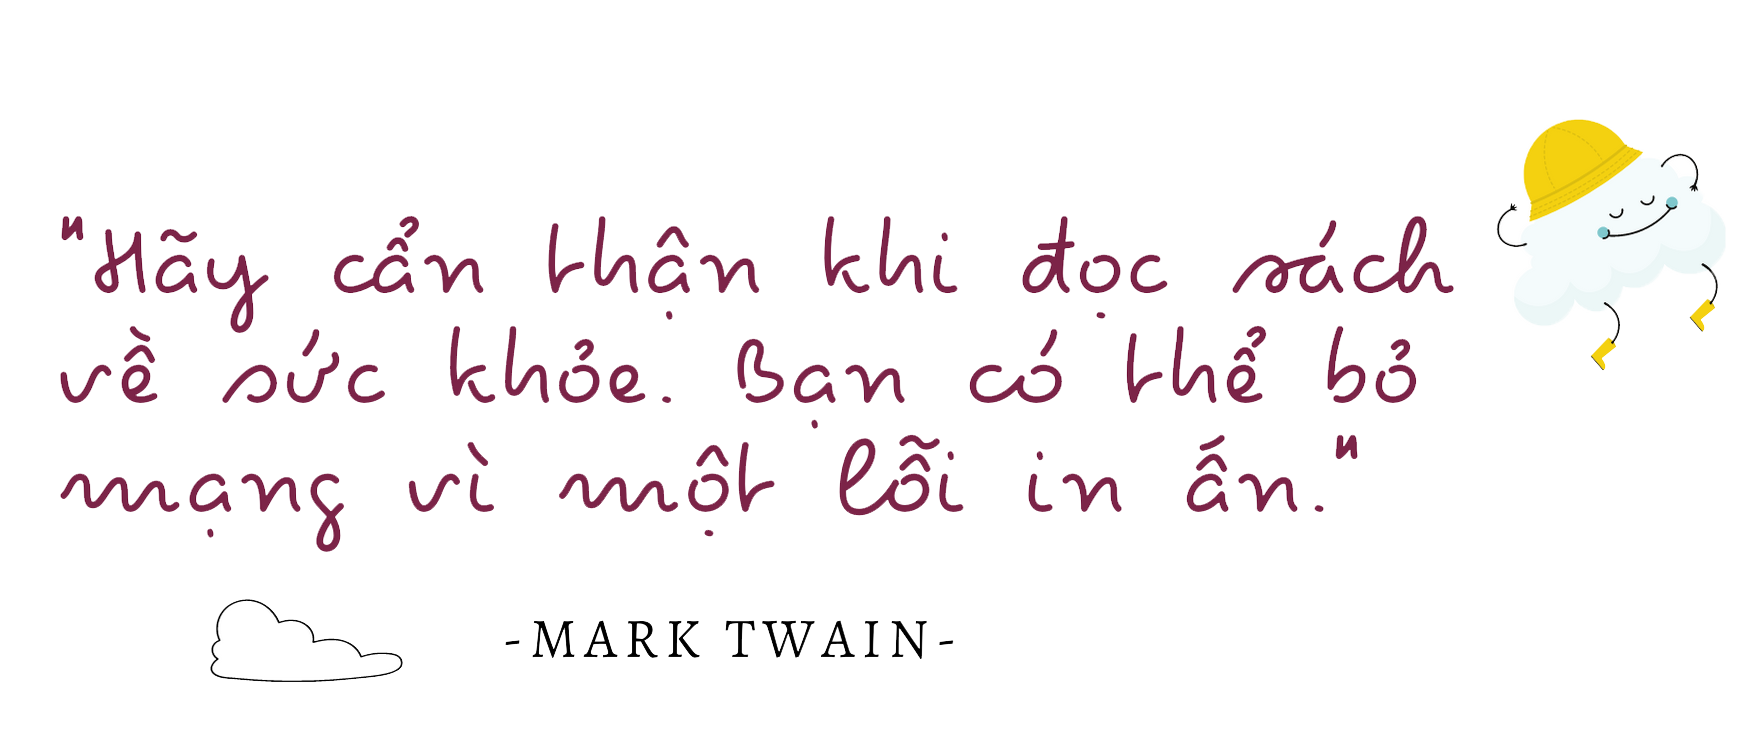 "Hãy cẩn thận khi đọc sách
về sức khỏe. Bạn có thể bỏ
mạng vì một lỗi in ấn."
-MARK TWAIN-